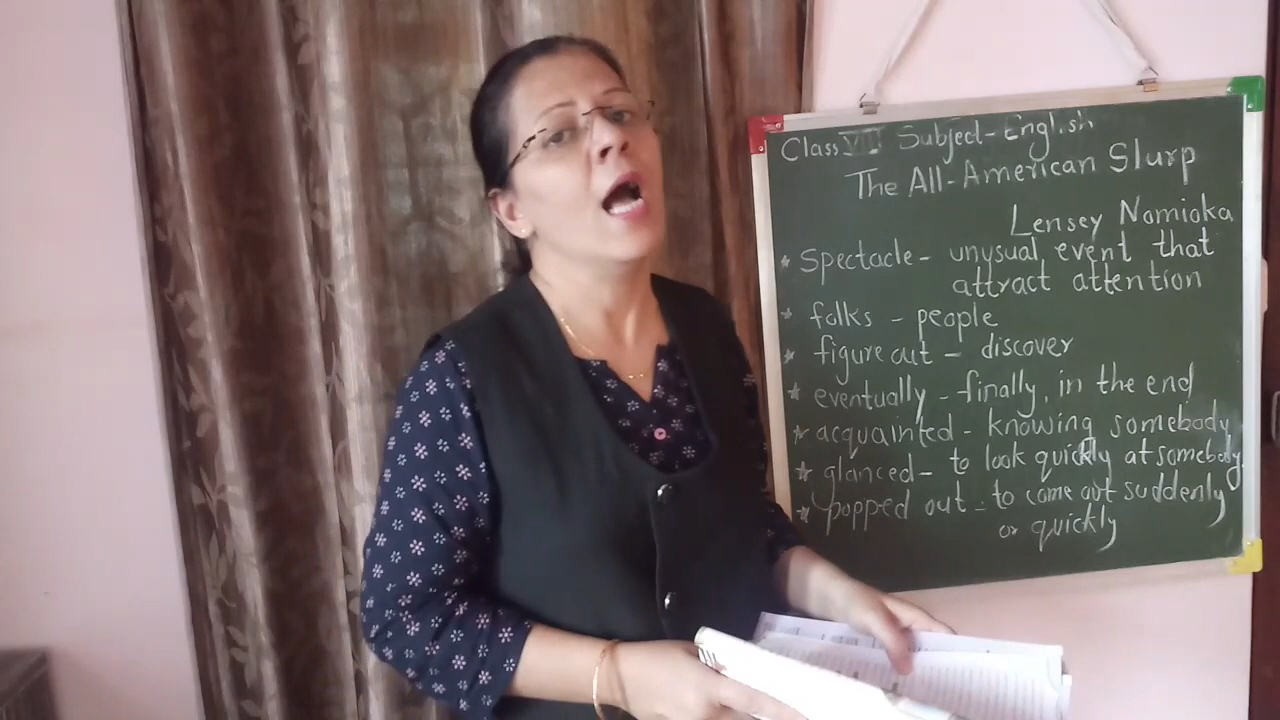 Class VII Subject-English
The All-American Slurp
Lensey Namioka
* Spectacle - unusual event that
attract attention
* folks - people
* figure out - discover
* eventually - finally, in the end
* acquainted - knowing somebody
* glanced - to look quickly at somebody
* popped out - to come out suddenly
or quickly